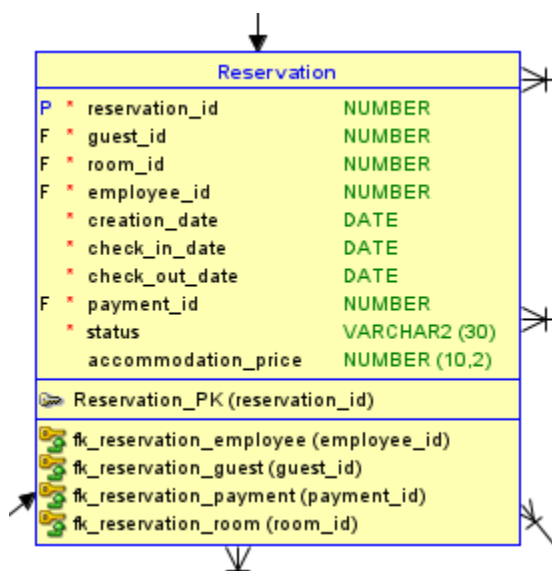 Reservation
P * reservation_id NUMBER
F * guest_id NUMBER
F * room_id NUMBER
F * employee_id NUMBER
* creation_date DATE
* check_in_date DATE
* check_out_date DATE
F * payment_id NUMBER
* status VARCHAR2 (30)
accommodation_price NUMBER (10,2)
Reservation_PK (reservation_id)
fk_reservation_employee (employee_id)
fk_reservation_guest (guest_id)
fk_reservation_payment (payment_id)
fk_reservation_room (room_id)